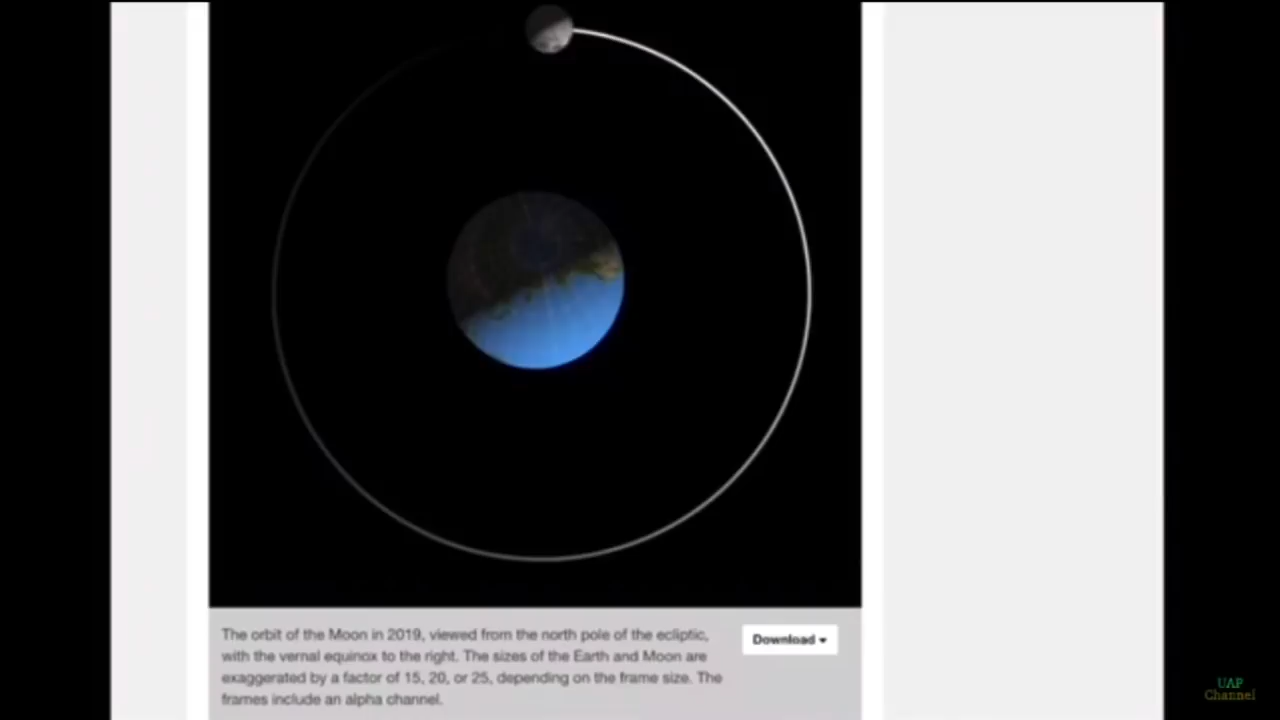 The orbit of the Moon in 2019, viewed from the north pole of the ecliptic,
with the vernal equinox to the right. The sizes of the Earth and Moon are
exaggerated by a factor of 15, 20, or 25, depending on the frame size. The
frames include an alpha channel.
Download
UAP
Channel